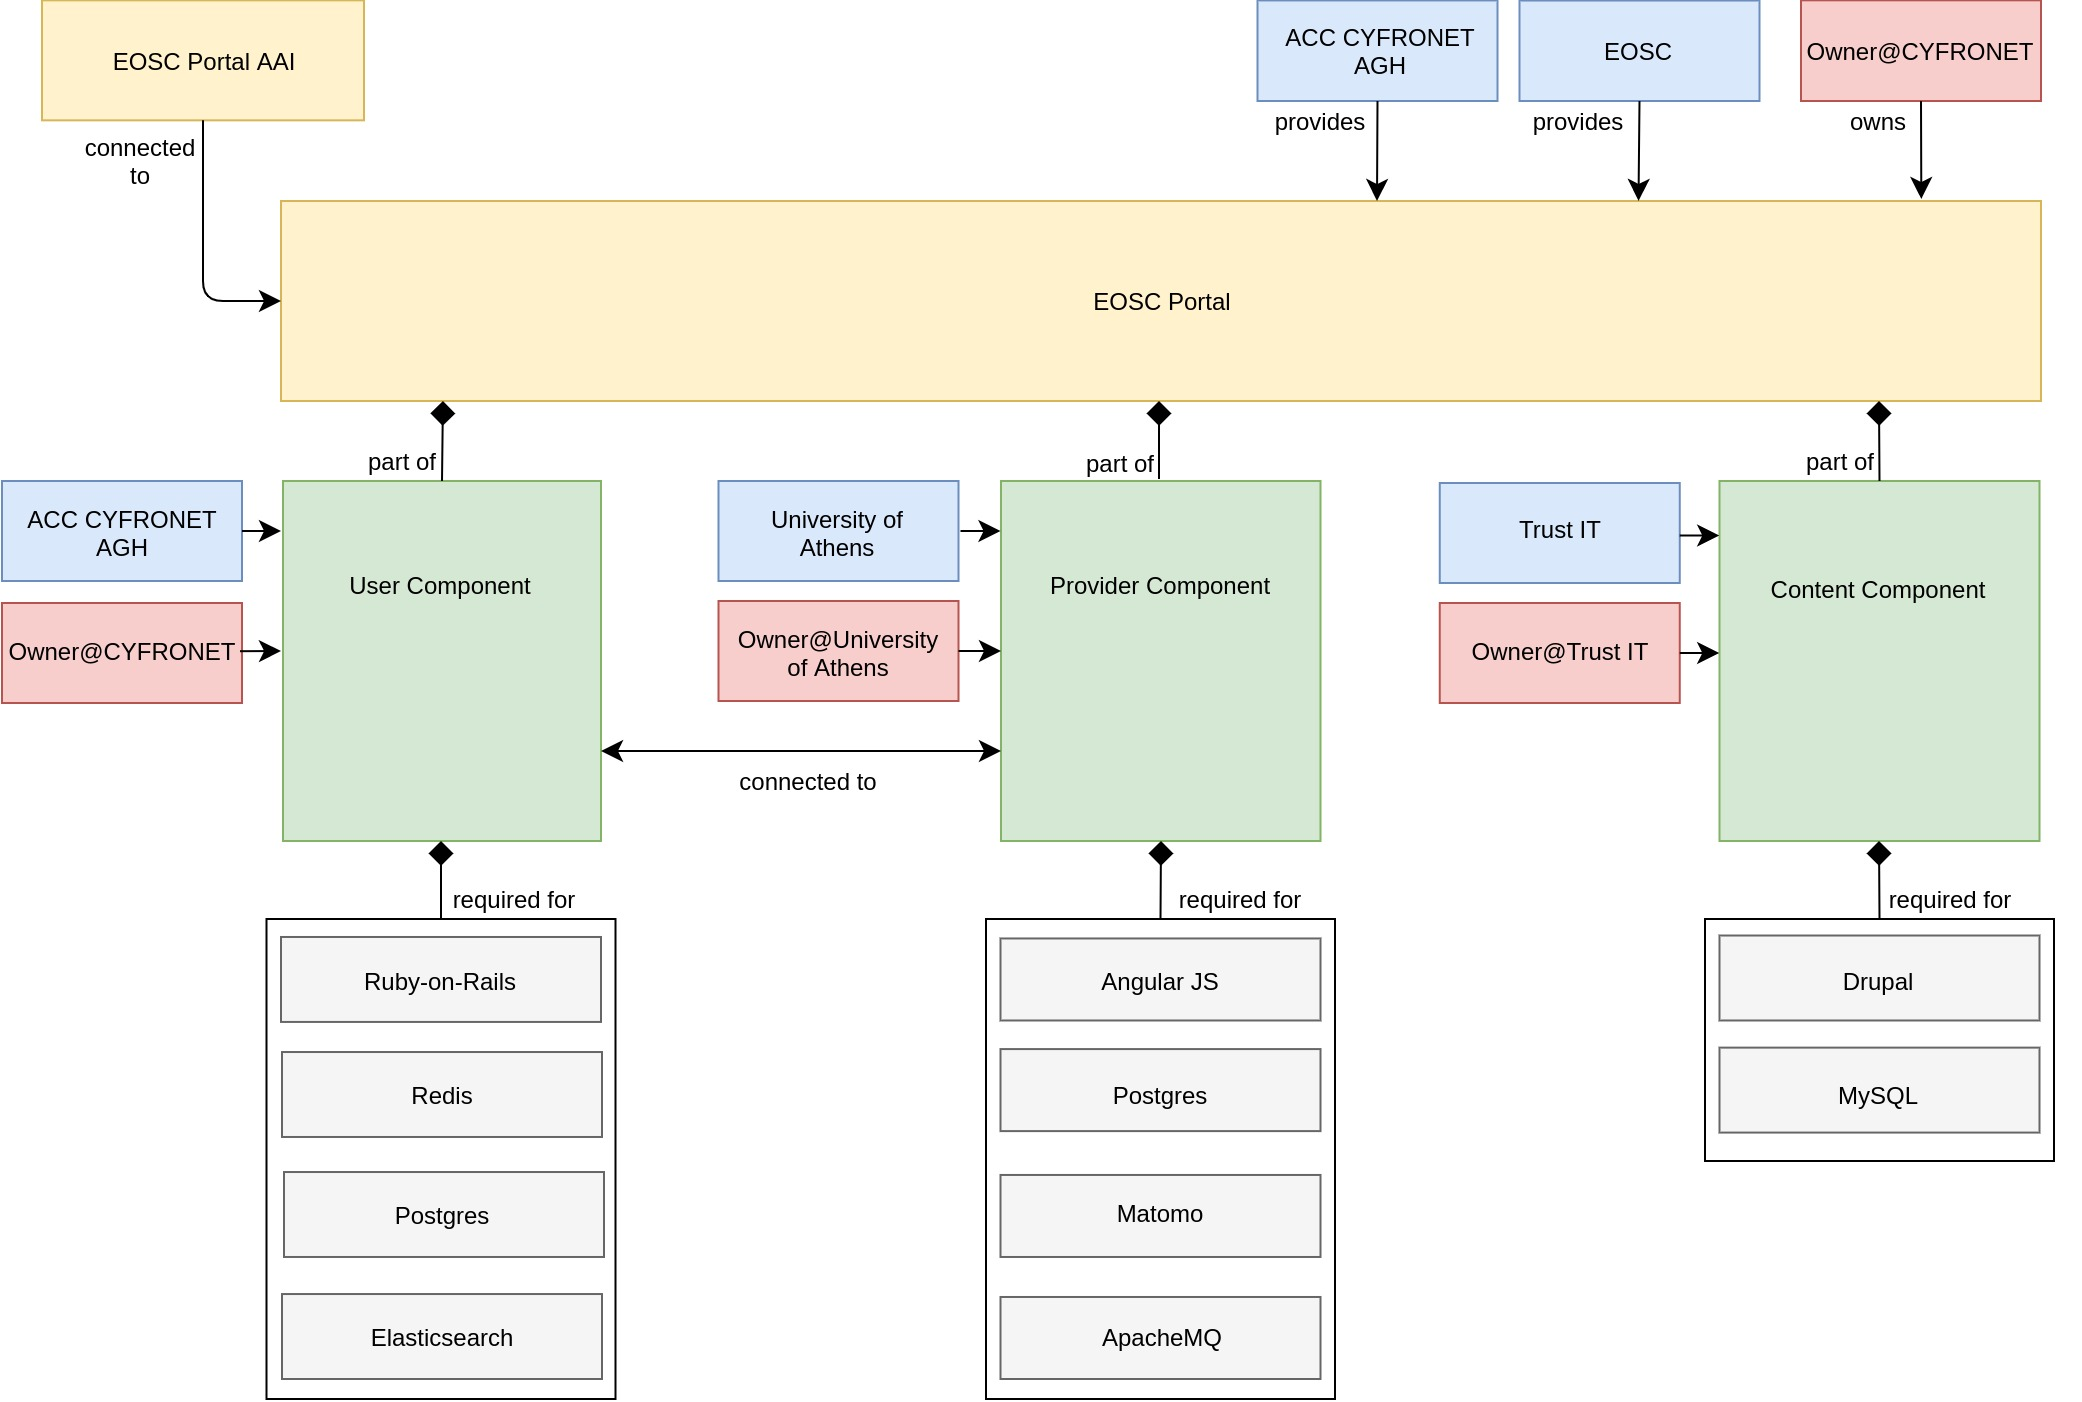 EOSC Portal AAI
ACC CYFRONET
AGH
EOSC
Owner@CYFRONET
connected
to
provides
provides
owns
EOSC Portal
part of
part of
part of
ACC CYFRONET
AGH
Owner@CYFRONET
User Component
University of
Athens
Owner@University
of Athens
Provider Component
Trust IT
Owner@Trust IT
Content Component
connected to
required for
required for
required for
Ruby-on-Rails
Redis
Postgres
Elasticsearch
Angular JS
Postgres
Matomo
ApacheMQ
Drupal
MySQL